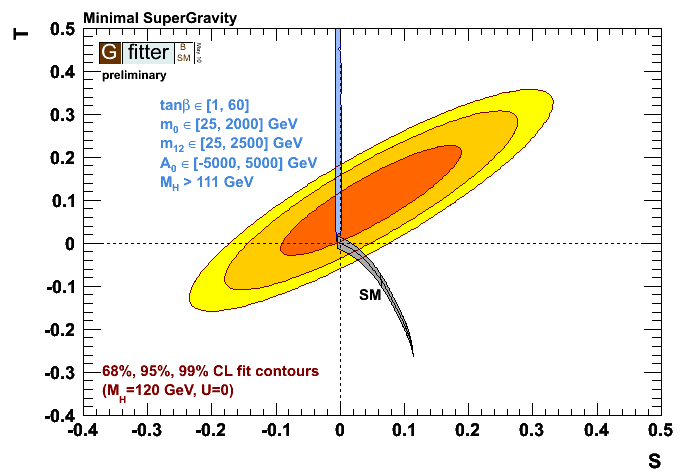 Minimal SuperGravity
T
G fitter B SM May 10
preliminary
tanβ ∈ [1, 60]
m0 ∈ [25, 2000] GeV
m12 ∈ [25, 2500] GeV
A0 ∈ [-5000, 5000] GeV
MH > 111 GeV
0.5
0.4
0.3
0.2
0.1
0
-0.1
-0.2
-0.3
-0.4
SM
68%, 95%, 99% CL fit contours
(MH=120 GeV, U=0)
-0.4 -0.3 -0.2 -0.1 0 0.1 0.2 0.3 0.4 0.5
S